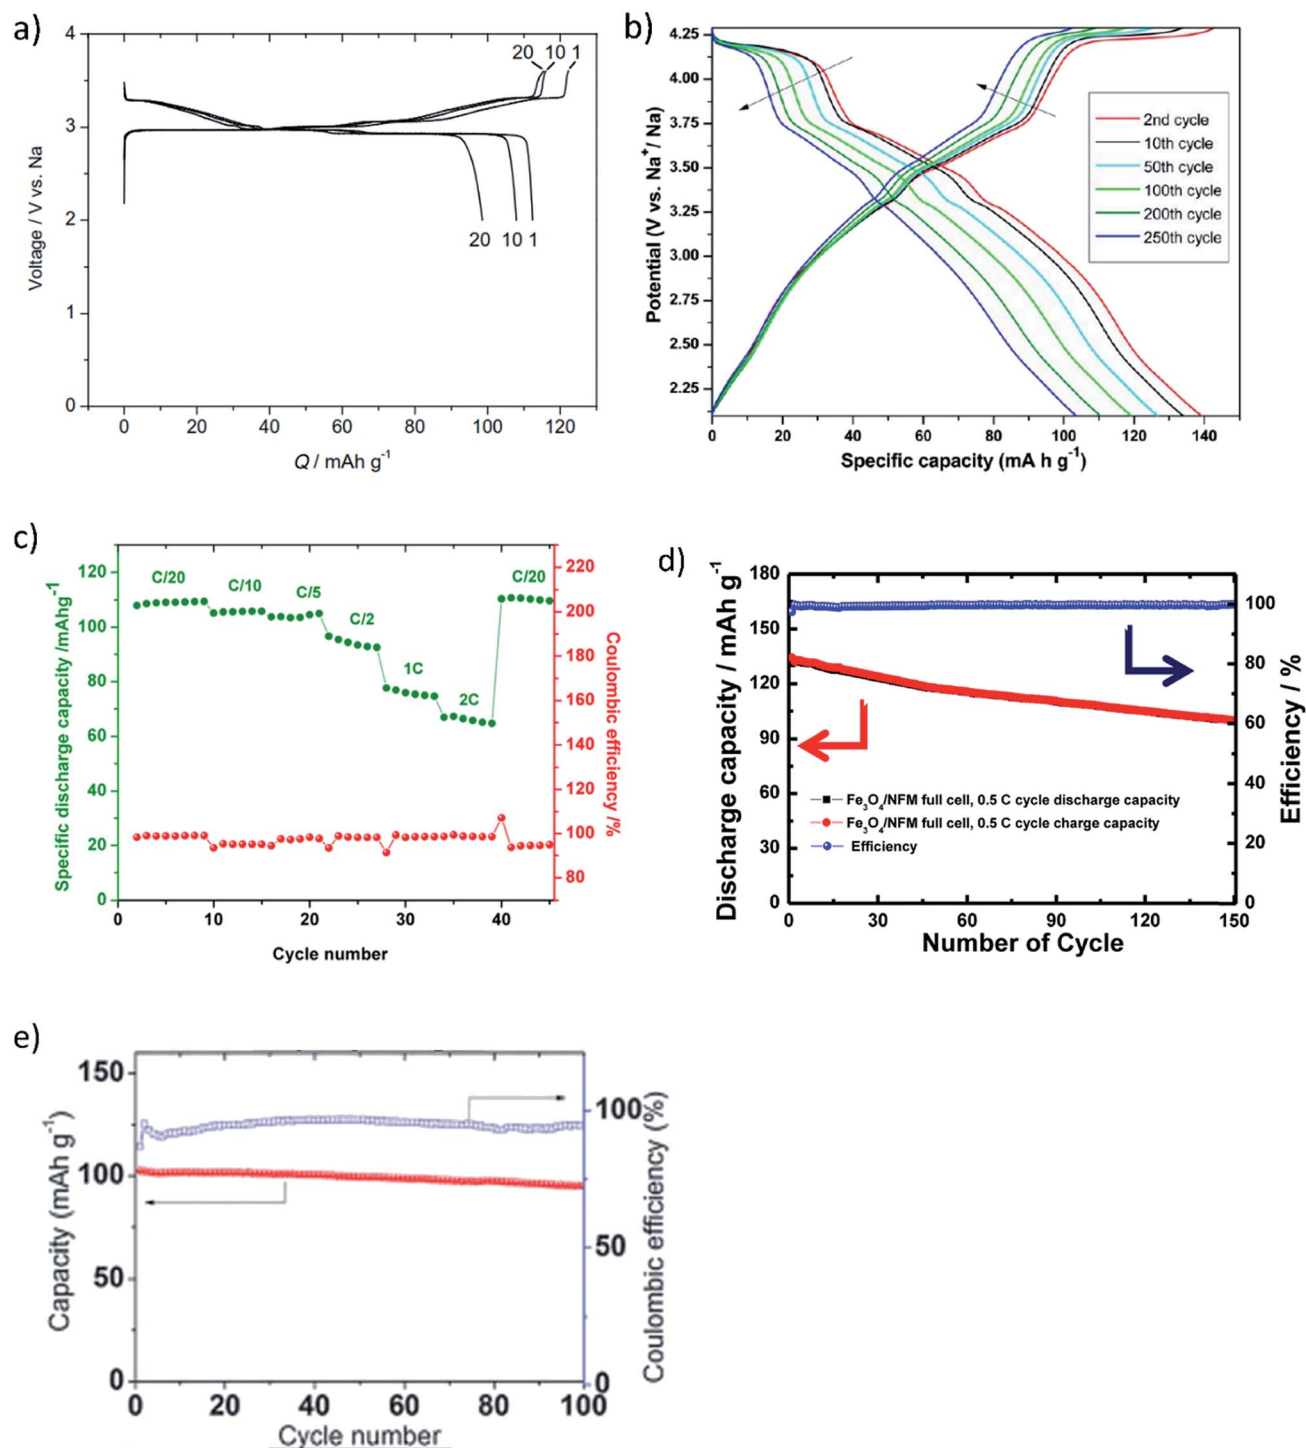 a)
4
3
2
1
0
Voltage / V vs. Na
20 10 1
20 10 1
0 20 40 60 80 100 120
Q / mAh g-1
b)
4.25
4.00
3.75
3.50
3.25
3.00
2.75
2.50
2.25
Potential (V vs. Na+/ Na)
2nd cycle
10th cycle
50th cycle
100th cycle
200th cycle
250th cycle
0 20 40 60 80 100 120 140
Specific capacity (mA h g-1)
c)
120
100
80
60
40
20
0
Specific discharge capacity /mAhg-1
C/20
C/10
C/5
C/2
1C
2C
C/20
220
200
180
160
140
120
100
80
Coulombic efficiency /%
0 10 20 30 40
Cycle number
d)
180
150
120
90
60
30
0
Discharge capacity / mAh g-1
Fe3O4/NFM full cell, 0.5 C cycle discharge capacity
Fe3O4/NFM full cell, 0.5 C cycle charge capacity
Efficiency
100
80
60
40
20
0
Efficiency / %
0 30 60 90 120 150
Number of Cycle
e)
150
100
50
0
Capacity (mAh g-1)
100
50
0
Coulombic efficiency (%)
0 20 40 60 80 100
Cycle number